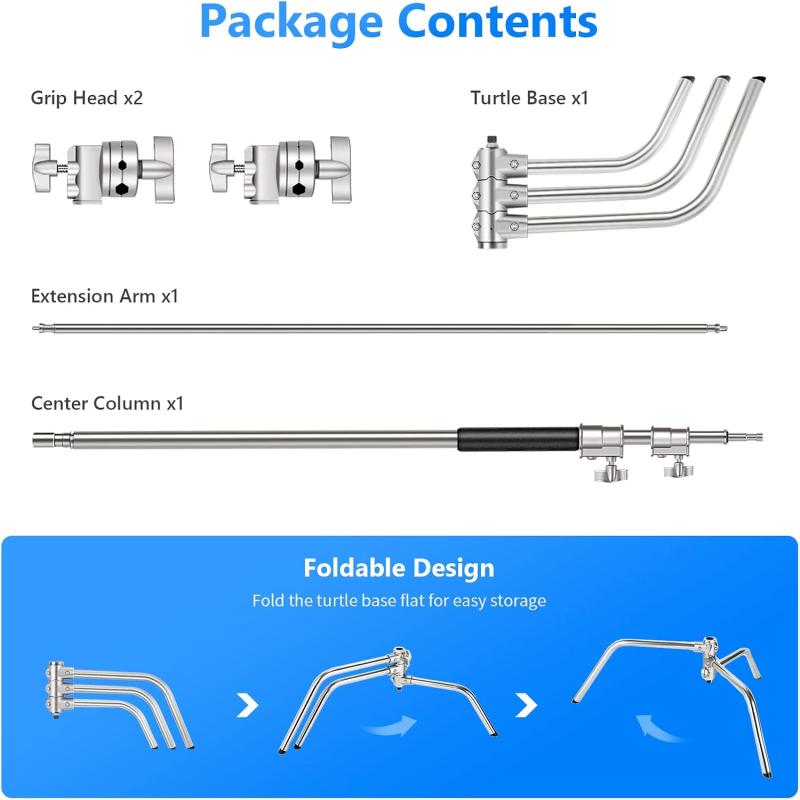 Package Contents
Grip Head x2
Turtle Base x1
Extension Arm x1
Center Column x1
Foldable Design
Fold the turtle base flat for easy storage